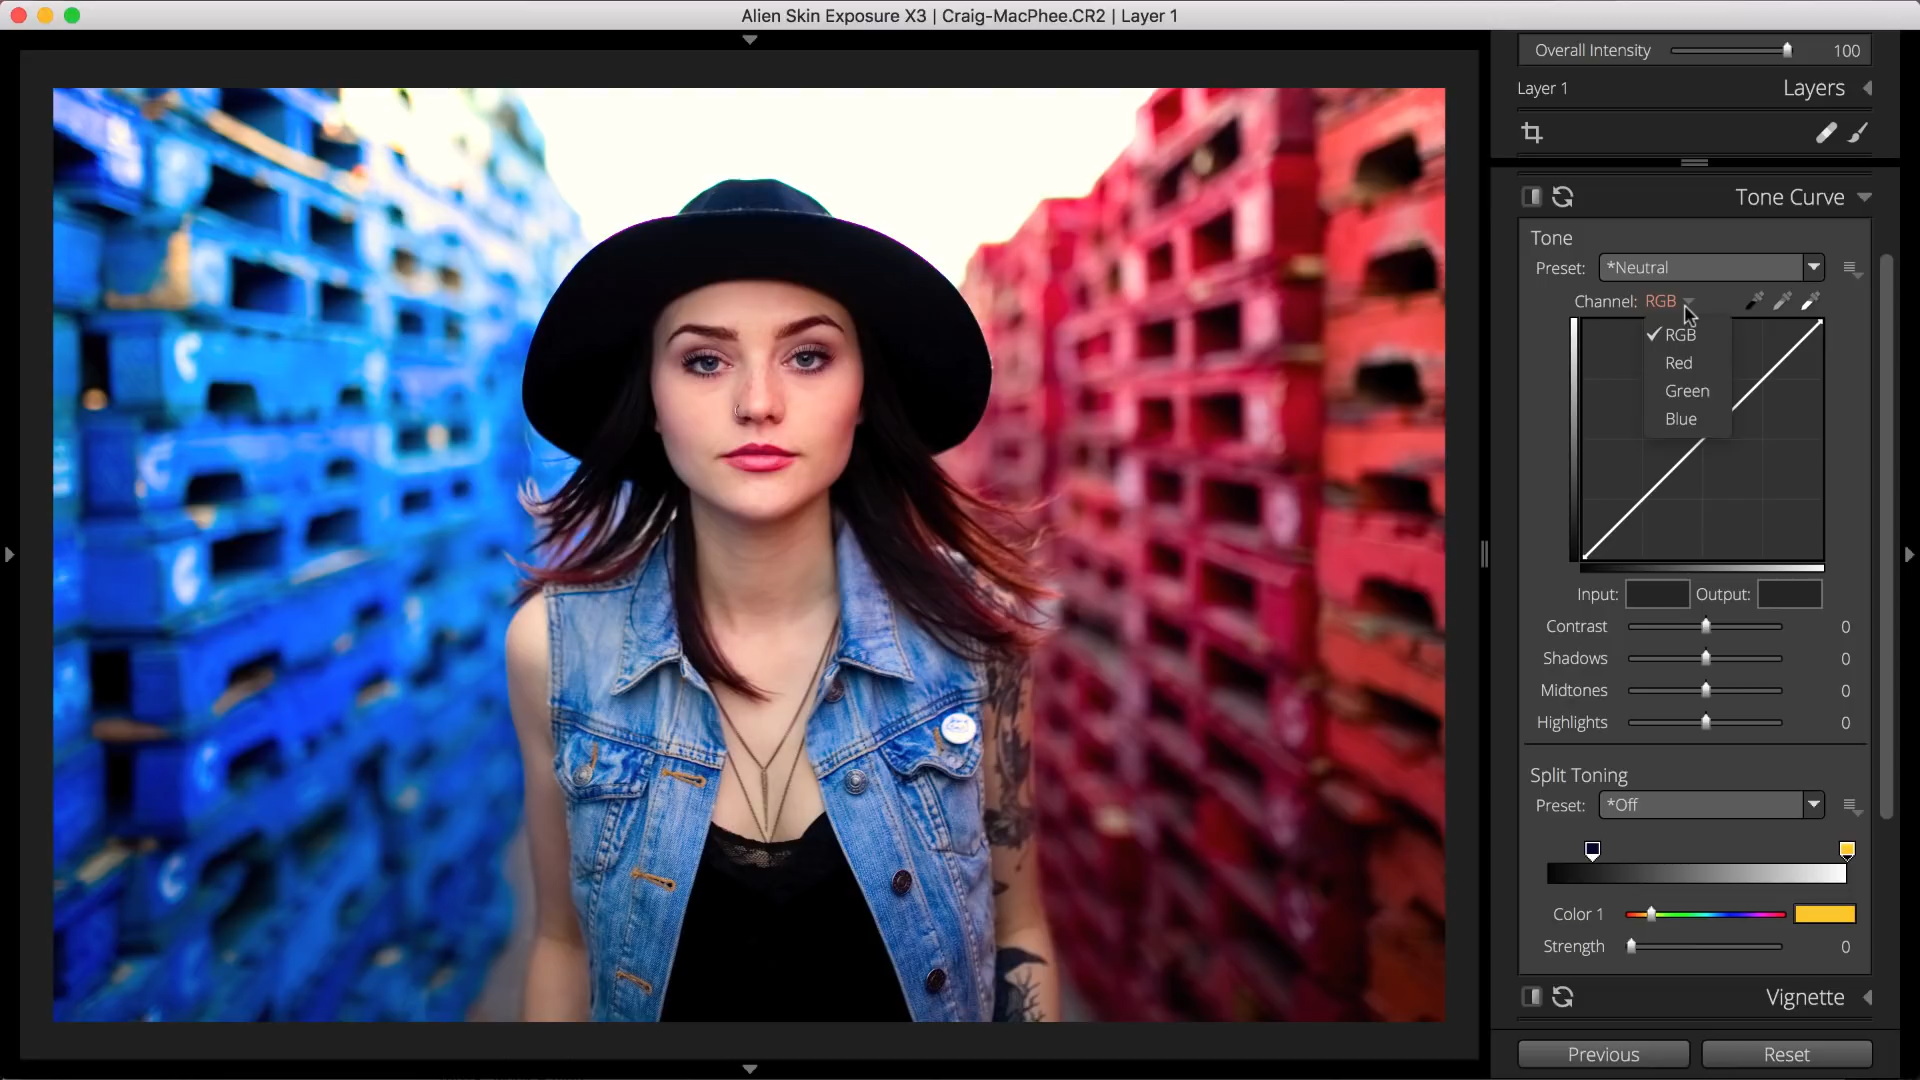 Alien Skin Exposure X3 | Craig-MacPhee.CR2 | Layer 1
Overall Intensity 100
Layer 1 Layers
Tone Curve
Tone
Preset: *Neutral
Channel: RGB
RGB
Red
Green
Blue
Input: Output:
Contrast 0
Shadows 0
Midtones 0
Highlights 0
Split Toning
Preset: *Off
Color 1
Strength 0
Vignette
Previous Reset